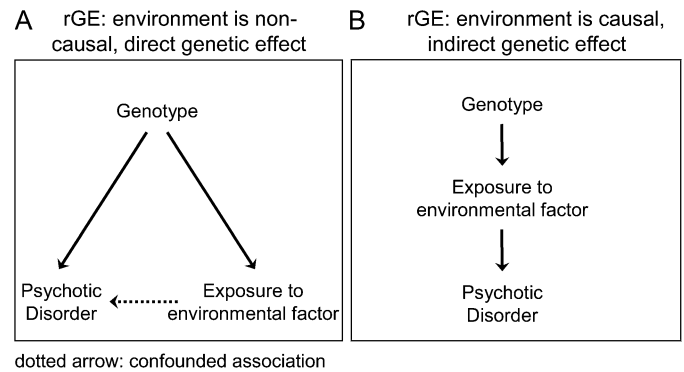 A rGE: environment is non-
causal, direct genetic effect
Genotype
Psychotic
Disorder
Exposure to
environmental factor
dotted arrow: confounded association
B rGE: environment is causal,
indirect genetic effect
Genotype
Exposure to
environmental factor
Psychotic
Disorder